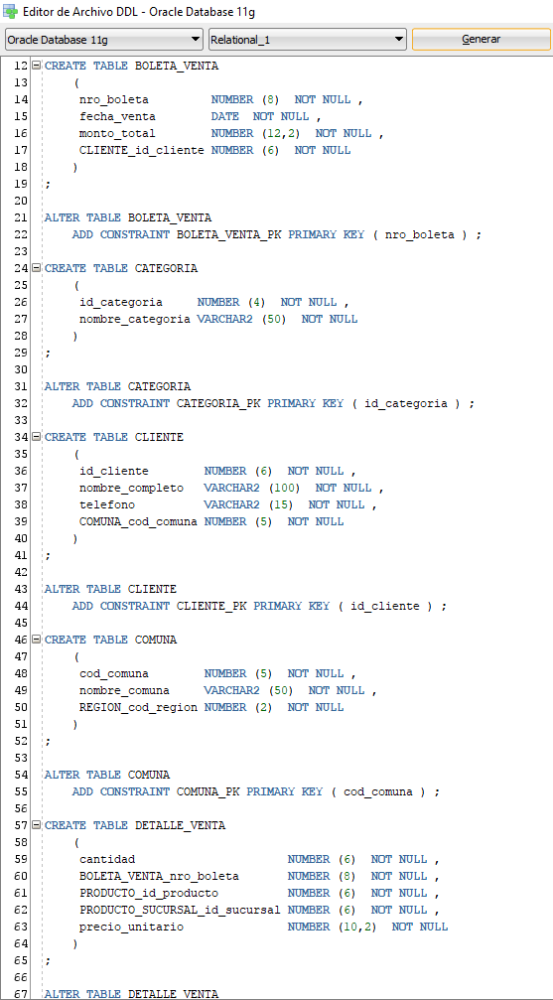 Editor de Archivo DDL - Oracle Database 11g
Oracle Database 11g Relational_1 Generar
12 CREATE TABLE BOLETA_VENTA
13 (
14 nro_boleta NUMBER (8) NOT NULL ,
15 fecha_venta DATE NOT NULL ,
16 monto_total NUMBER (12,2) NOT NULL ,
17 CLIENTE_id_cliente NUMBER (6) NOT NULL
18 )
19 ;
20
21 ALTER TABLE BOLETA_VENTA
22 ADD CONSTRAINT BOLETA_VENTA_PK PRIMARY KEY ( nro_boleta ) ;
23
24 CREATE TABLE CATEGORIA
25 (
26 id_categoria NUMBER (4) NOT NULL ,
27 nombre_categoria VARCHAR2 (50) NOT NULL
28 )
29 ;
30
31 ALTER TABLE CATEGORIA
32 ADD CONSTRAINT CATEGORIA_PK PRIMARY KEY ( id_categoria ) ;
33
34 CREATE TABLE CLIENTE
35 (
36 id_cliente NUMBER (6) NOT NULL ,
37 nombre_completo VARCHAR2 (100) NOT NULL ,
38 telefono VARCHAR2 (15) NOT NULL ,
39 COMUNA_cod_comuna NUMBER (5) NOT NULL
40 )
41 ;
42
43 ALTER TABLE CLIENTE
44 ADD CONSTRAINT CLIENTE_PK PRIMARY KEY ( id_cliente ) ;
45
46 CREATE TABLE COMUNA
47 (
48 cod_comuna NUMBER (5) NOT NULL ,
49 nombre_comuna VARCHAR2 (50) NOT NULL ,
50 REGION_cod_region NUMBER (2) NOT NULL
51 )
52 ;
53
54 ALTER TABLE COMUNA
55 ADD CONSTRAINT COMUNA_PK PRIMARY KEY ( cod_comuna ) ;
56
57 CREATE TABLE DETALLE_VENTA
58 (
59 cantidad NUMBER (6) NOT NULL ,
60 BOLETA_VENTA_nro_boleta NUMBER (8) NOT NULL ,
61 PRODUCTO_id_producto NUMBER (6) NOT NULL ,
62 PRODUCTO_SUCURSAL_id_sucursal NUMBER (6) NOT NULL ,
63 precio_unitario NUMBER (10,2) NOT NULL
64 )
65 ;
66
67 ALTER TABLE DETALLE_VENTA